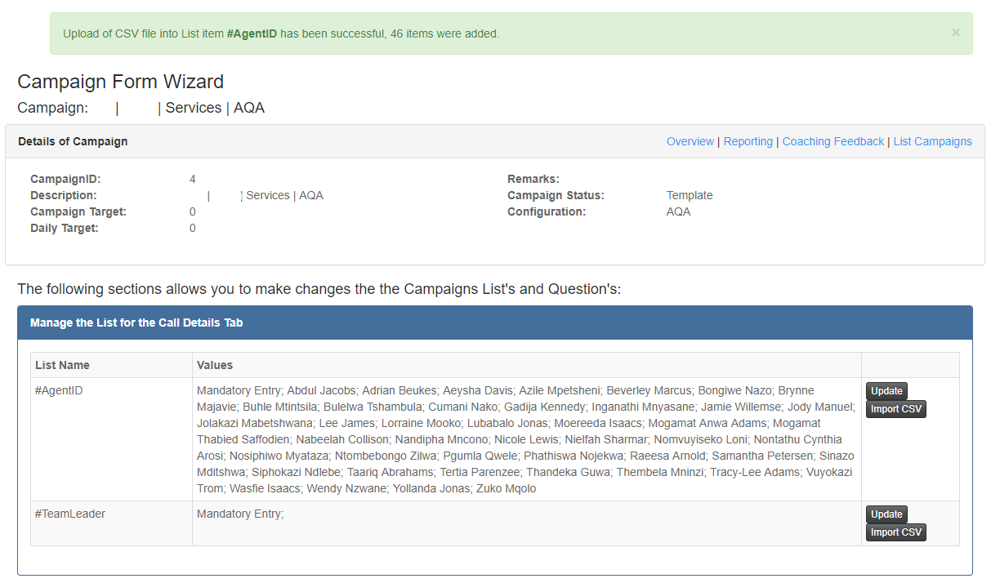 Upload of CSV file into List item #AgentID has been successful, 46 items were added.
×
Campaign Form Wizard
Campaign: | | Services | AQA
Details of Campaign
Overview | Reporting | Coaching Feedback | List Campaigns
CampaignID: 4
Description: | | Services | AQA
Campaign Target: 0
Daily Target: 0
Remarks:
Campaign Status: Template
Configuration: AQA
The following sections allows you to make changes the the Campaigns List's and Question's:
Manage the List for the Call Details Tab
List Name Values
#AgentID
Mandatory Entry; Abdul Jacobs; Adrian Beukes; Aeysha Davis; Azile Mpetsheni; Beverley Marcus; Bongiwe Nazo; Brynne
Majavie; Buhle Mtintsila; Bulelwa Tshambula; Cumani Nako; Gadija Kennedy; Inganathi Mnyasane; Jamie Willemse; Jody Manuel;
Jolakazi Mabetshwana; Lee James; Lorraine Mooko; Lubabalo Jonas; Moereeda Isaacs; Mogamat Anwa Adams; Mogamat
Thabied Saffodien; Nabeelah Collison; Nandipha Mncono; Nicole Lewis; Nielfah Sharmar; Nomvuyiseko Loni; Nontathu Cynthia
Arosi; Nosiphiwo Myataza; Ntombebongo Zilwa; Pgumla Qwele; Phathiswa Nojekwa; Raeesa Arnold; Samantha Petersen; Sinazo
Mditshwa; Siphokazi Ndlebe; Taariq Abrahams; Tertia Parenzee; Thandeka Guwa; Thembela Mninzi; Tracy-Lee Adams; Vuyokazi
Trom; Wasfie Isaacs; Wendy Nzwane; Yollanda Jonas; Zuko Mqolo
Update
Import CSV
#TeamLeader
Mandatory Entry;
Update
Import CSV